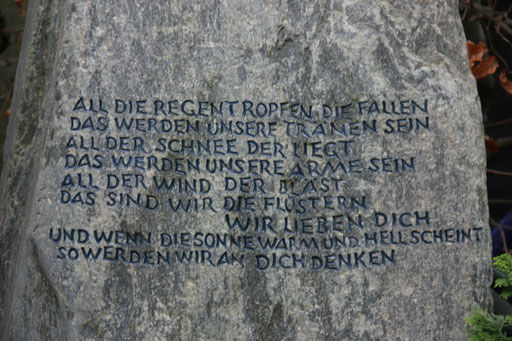 ALL DIE REGENTROPFEN, DIE FALLEN
DAS WERDEN UNSERE TRÄNEN SEIN
ALL DER SCHNEE DER LIEGT
DAS WERDEN UNSERE ARME SEIN
ALL DER WIND DER BLÄST
DAS SIND WIR DIE FLÜSTERN
WIR LIEBEN DICH
UND WENN DIE SONNE WARM UND HELL SCHEINT
SO WERDEN WIR AN DICH DENKEN